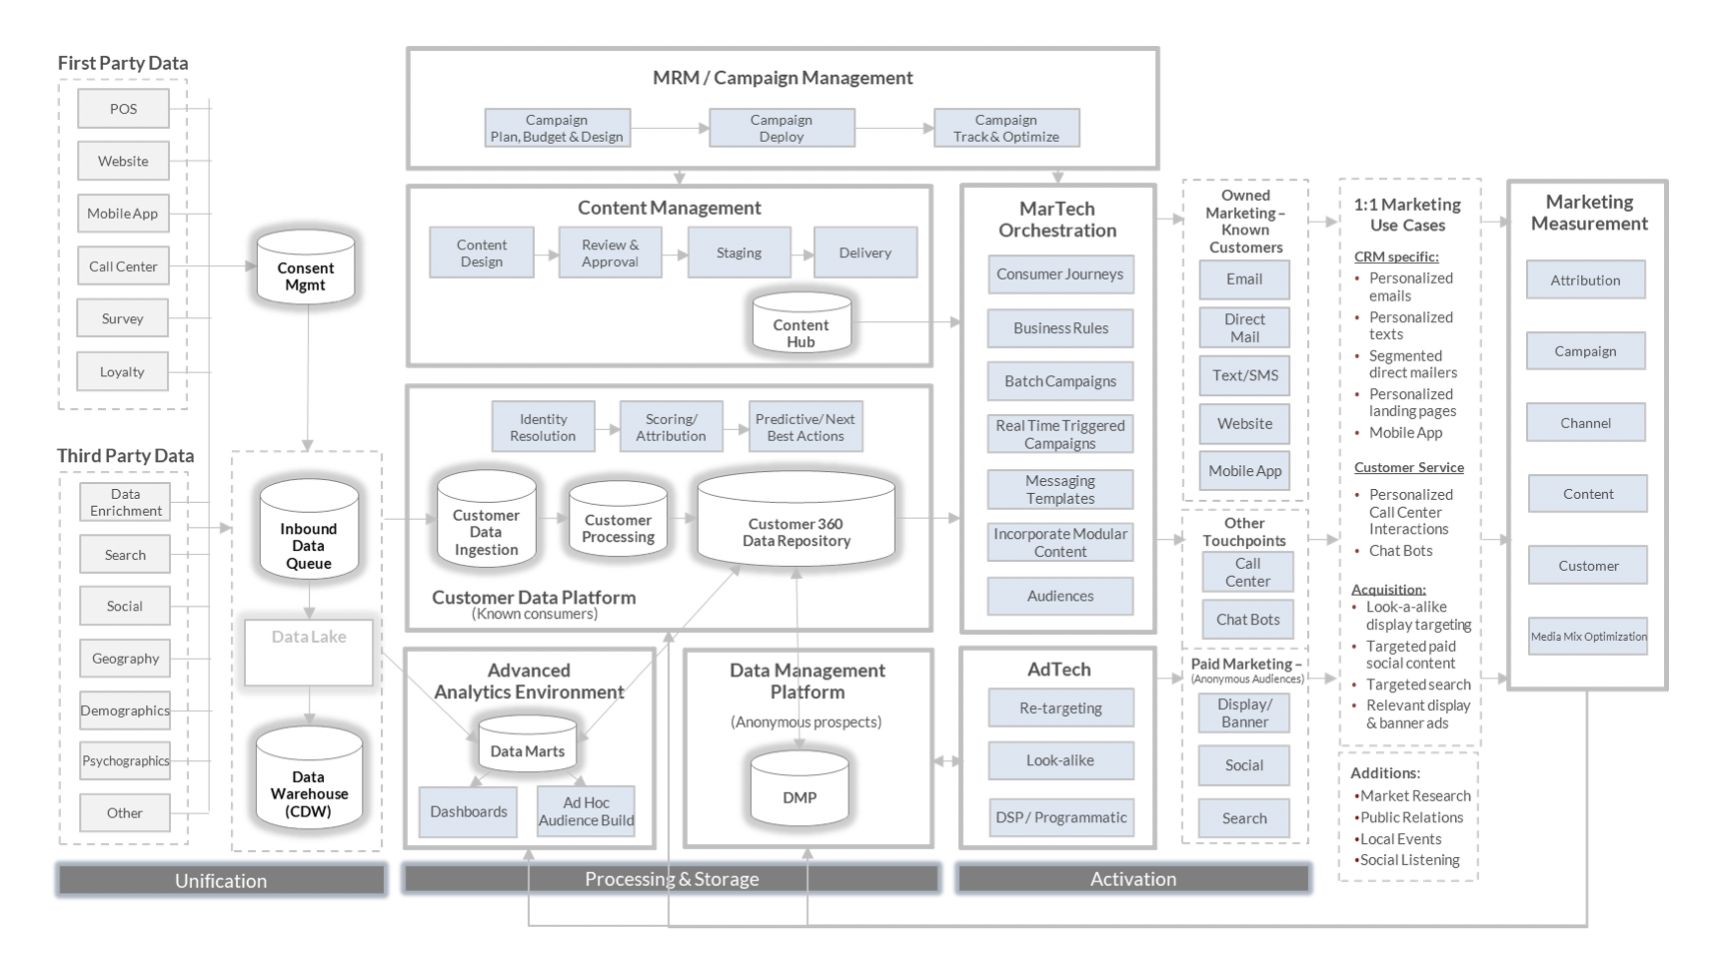 First Party Data
POS
Website
Mobile App
Call Center
Survey
Loyalty
Third Party Data
Data
Enrichment
Search
Social
Geography
Demographics
Psychographics
Other
Consent
Mgmt
Inbound
Data
Queue
Data Lake
Data
Warehouse
(CDW)
Unification
MRM / Campaign Management
Campaign
Plan, Budget & Design
Campaign
Deploy
Campaign
Track & Optimize
Content Management
Content
Design
Review &
Approval
Staging
Delivery
Content
Hub
Identity
Resolution
Scoring/
Attribution
Predictive/ Next
Best Actions
Customer
Data
Ingestion
Customer
Processing
Customer 360
Data Repository
Customer Data Platform
(Known consumers)
Advanced
Analytics Environment
Data Marts
Dashboards
Ad Hoc
Audience Build
Data Management
Platform
(Anonymous prospects)
DMP
Processing & Storage
MarTech
Orchestration
Consumer Journeys
Business Rules
Batch Campaigns
Real Time Triggered
Campaigns
Messaging
Templates
Incorporate Modular
Content
Audiences
AdTech
Re-targeting
Look-alike
DSP / Programmatic
Activation
Owned
Marketing –
Known
Customers
Email
Direct
Mail
Text/SMS
Website
Mobile App
Other
Touchpoints
Call
Center
Chat Bots
Paid Marketing –
(Anonymous Audiences)
Display/
Banner
Social
Search
1:1 Marketing
Use Cases
CRM specific:
• Personalized
emails
• Personalized
texts
• Segmented
direct mailers
• Personalized
landing pages
• Mobile App
Customer Service
• Personalized
Call Center
Interactions
• Chat Bots
Acquisition:
• Look-a-alike
display targeting
• Targeted paid
social content
• Targeted search
• Relevant display
& banner ads
Additions:
•Market Research
•Public Relations
•Local Events
•Social Listening
Marketing
Measurement
Attribution
Campaign
Channel
Content
Customer
Media Mix Optimization